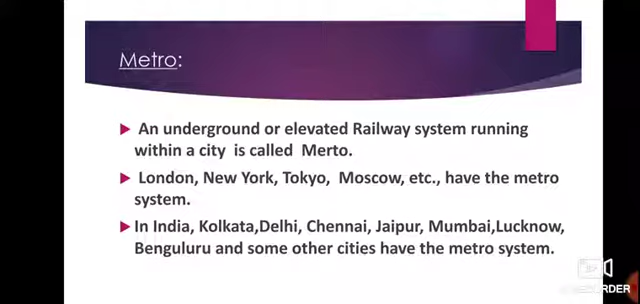 Metro:
An underground or elevated Railway system running
within a city is called Merto.
London, New York, Tokyo, Moscow, etc., have the metro
system.
In India, Kolkata,Delhi, Chennai, Jaipur, Mumbai,Lucknow,
Benguluru and some other cities have the metro system.